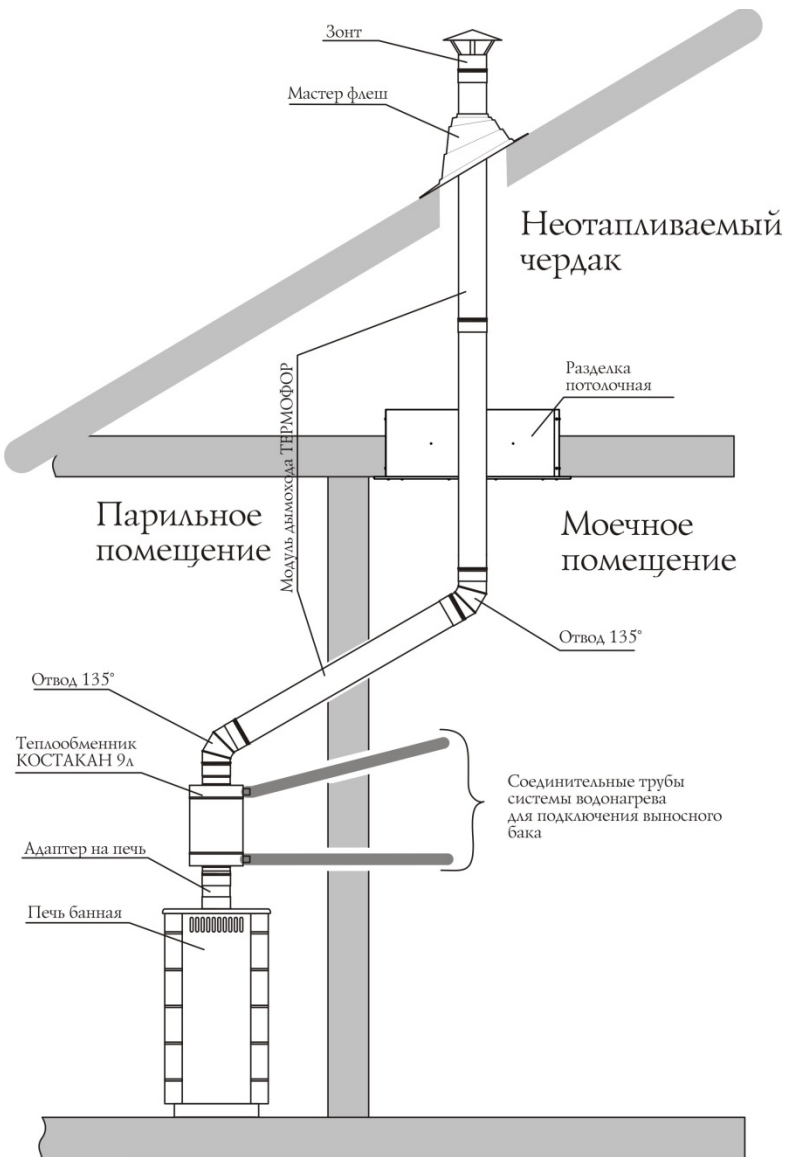 Зонт
Мастер флеш
Неотапливаемый
чердак
Разделка
потолочная
Модуль дымохода ТЕРМОФОР
Парильное
помещение
Моечное
помещение
Отвод 135°
Отвод 135°
Теплообменник
КОСТАКАН 9л
Соединительные трубы
системы водонагрева
для подключения выносного
бака
Адаптер на печь
Печь банная